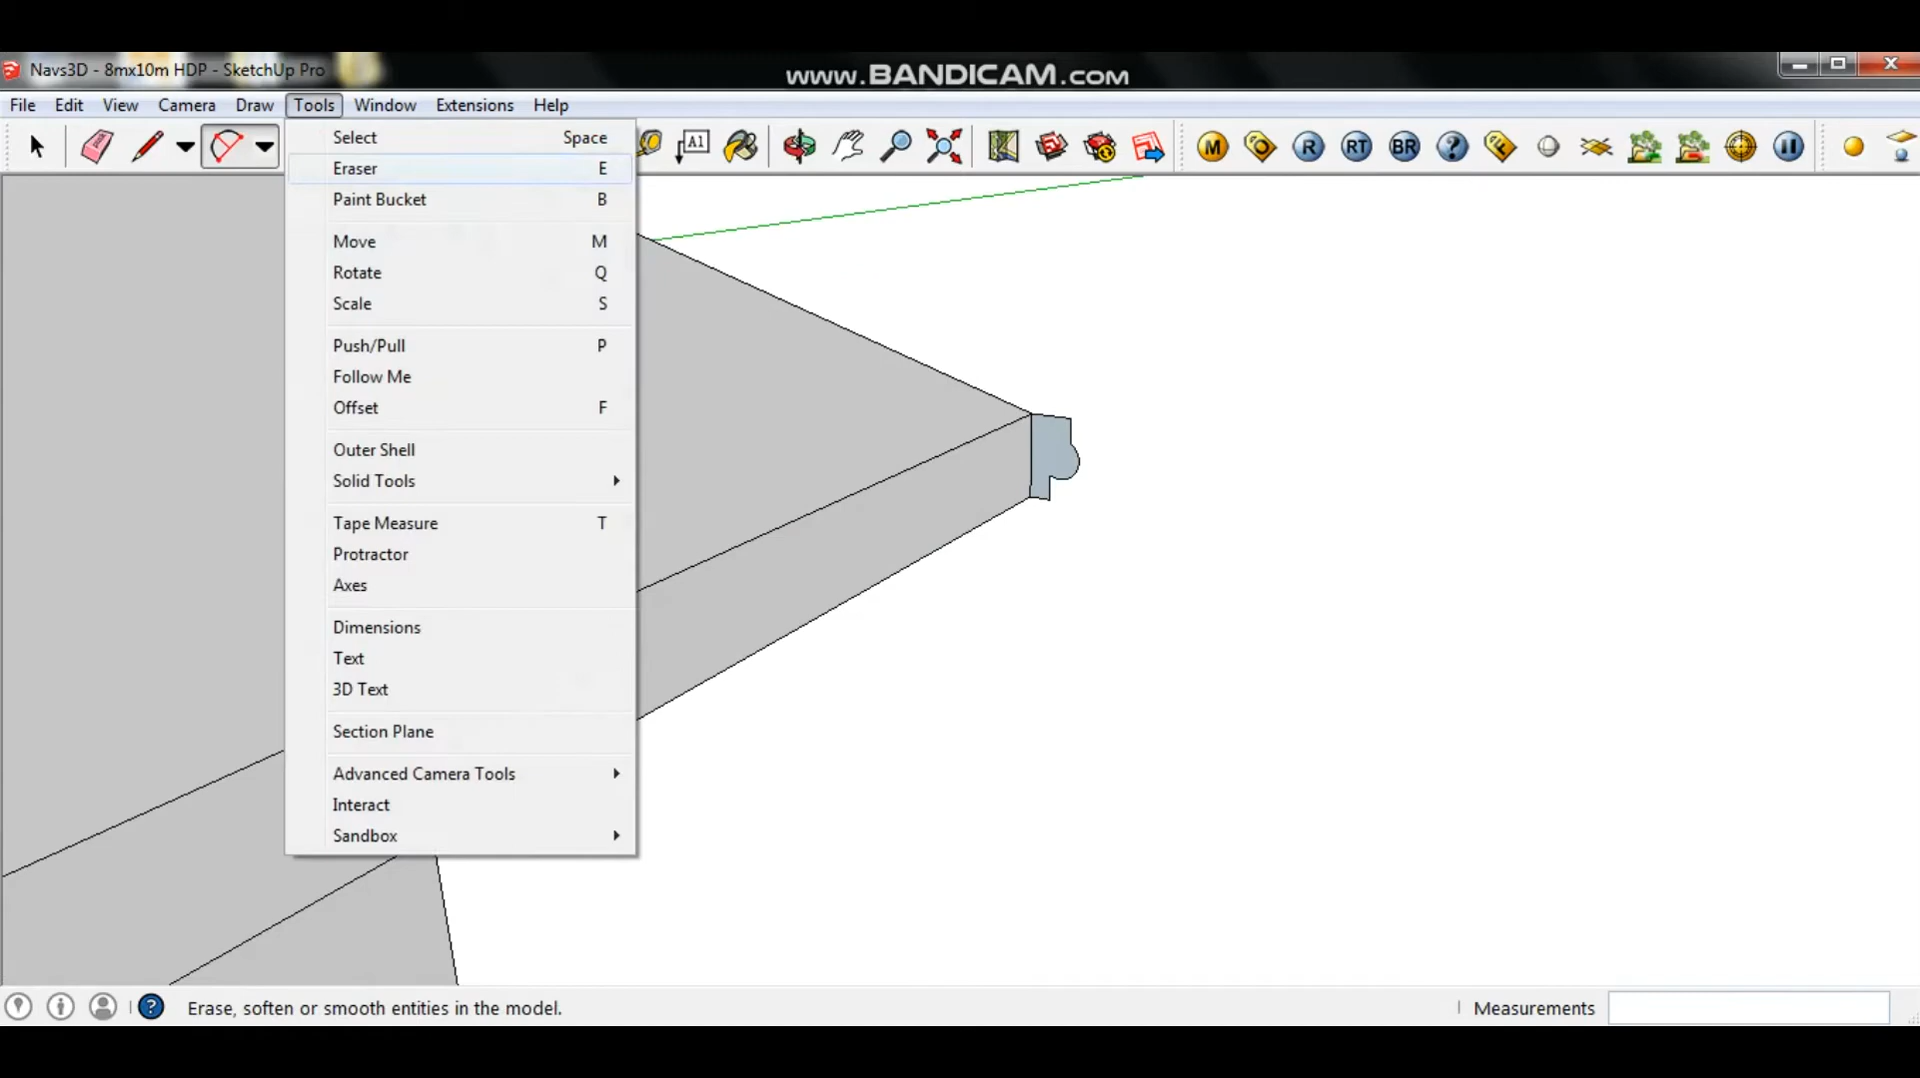 Navs3D - 8mx10m HDP - SketchUp Pro
www.BANDICAM.com
File Edit View Camera Draw Tools Window Extensions Help
A1 M R RT BR ?
Select Space
Eraser E
Paint Bucket B
Move M
Rotate Q
Scale S
Push/Pull P
Follow Me
Offset F
Outer Shell
Solid Tools
Tape Measure T
Protractor
Axes
Dimensions
Text
3D Text
Section Plane
Advanced Camera Tools
Interact
Sandbox
? Erase, soften or smooth entities in the model.
Measurements